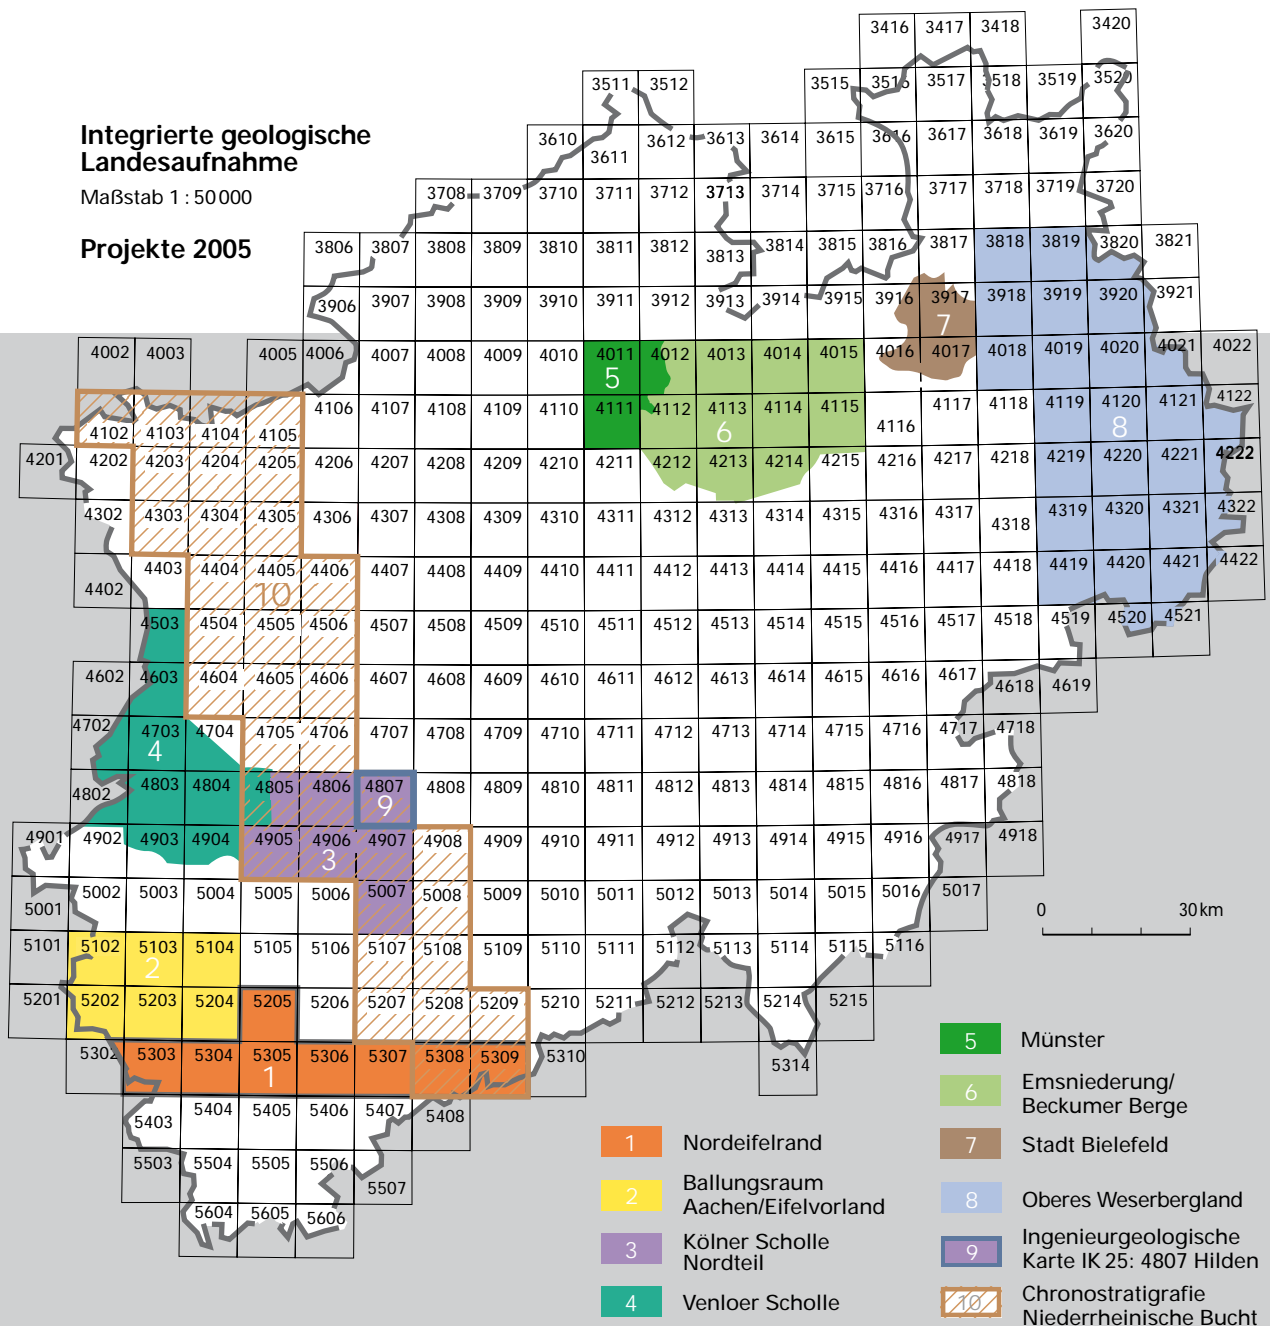 3416 3417 3418 3420
3511 3512 3515 3516 3517 3518 3519 3520
Integrierte geologische
Landesaufnahme
Maßstab 1 : 50 000
Projekte 2005
3610 3611 3612 3613 3614 3615 3616 3617 3618 3619 3620
3708 3709 3710 3711 3712 3713 3714 3715 3716 3717 3718 3719 3720
3806 3807 3808 3809 3810 3811 3812 3813 3814 3815 3816 3817 3818 3819 3820 3821
3906 3907 3908 3909 3910 3911 3912 3913 3914 3915 3916 3917 3918 3919 3920 3921
7
4002 4003 4005 4006 4007 4008 4009 4010 4011 4012 4013 4014 4015 4016 4017 4018 4019 4020 4021 4022
5
4102 4103 4104 4105 4106 4107 4108 4109 4110 4111 4112 4113 4114 4115 4116 4117 4118 4119 4120 4121 4122
6 8
4201 4202 4203 4204 4205 4206 4207 4208 4209 4210 4211 4212 4213 4214 4215 4216 4217 4218 4219 4220 4221 4222
4302 4303 4304 4305 4306 4307 4308 4309 4310 4311 4312 4313 4314 4315 4316 4317 4318 4319 4320 4321 4322
4402 4403 4404 4405 4406 4407 4408 4409 4410 4411 4412 4413 4414 4415 4416 4417 4418 4419 4420 4421 4422
10
4503 4504 4505 4506 4507 4508 4509 4510 4511 4512 4513 4514 4515 4516 4517 4518 4519 4520 4521
4602 4603 4604 4605 4606 4607 4608 4609 4610 4611 4612 4613 4614 4615 4616 4617 4618 4619
4702 4703 4704 4705 4706 4707 4708 4709 4710 4711 4712 4713 4714 4715 4716 4717 4718
4
4802 4803 4804 4805 4806 4807 4808 4809 4810 4811 4812 4813 4814 4815 4816 4817 4818
9
4901 4902 4903 4904 4905 4906 4907 4908 4909 4910 4911 4912 4913 4914 4915 4916 4917 4918
3
5001 5002 5003 5004 5005 5006 5007 5008 5009 5010 5011 5012 5013 5014 5015 5016 5017
0 30 km
5101 5102 5103 5104 5105 5106 5107 5108 5109 5110 5111 5112 5113 5114 5115 5116
2
5201 5202 5203 5204 5205 5206 5207 5208 5209 5210 5211 5212 5213 5214 5215
5302 5303 5304 5305 5306 5307 5308 5309 5310 5314
1
5403 5404 5405 5406 5407 5408
5503 5504 5505 5506 5507
5604 5605 5606
1 Nordeifelrand
2 Ballungsraum
Aachen/Eifelvorland
3 Kölner Scholle
Nordteil
4 Venloer Scholle
5 Münster
6 Emsniederung/
Beckumer Berge
7 Stadt Bielefeld
8 Oberes Weserbergland
9 Ingenieurgeologische
Karte IK 25: 4807 Hilden
10 Chronostratigrafie
Niederrheinische Bucht